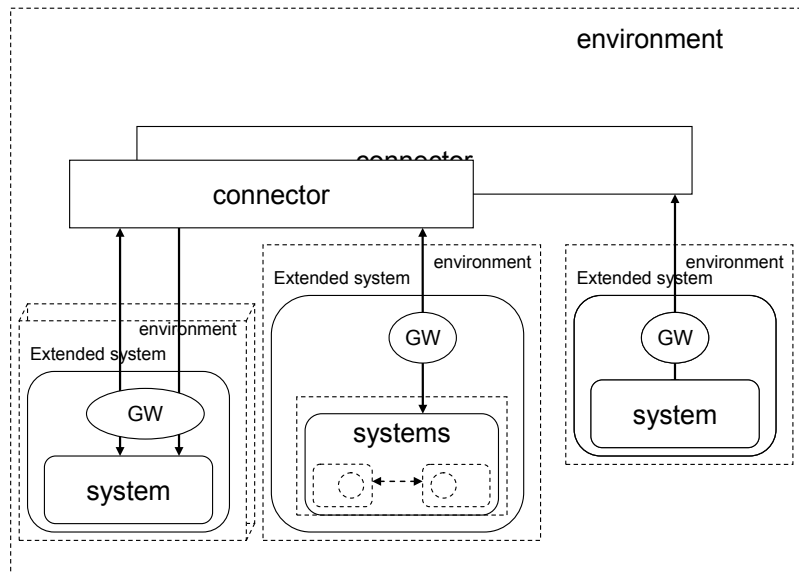 environment
connector
connector
environment
Extended system
environment
Extended system
environment
Extended system
GW
GW
GW
system
systems
system